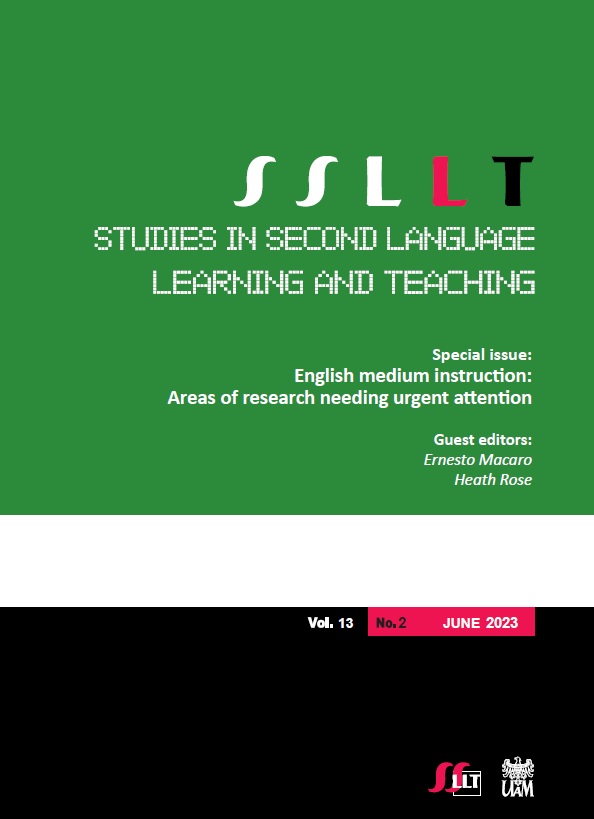 SSLLT
STUDIES IN SECOND LANGUAGE
LEARNING AND TEACHING
Special issue:
English medium instruction:
Areas of research needing urgent attention
Guest editors:
Ernesto Macaro
Heath Rose
Vol. 13 No. 2 JUNE 2023
SSLLT UAM